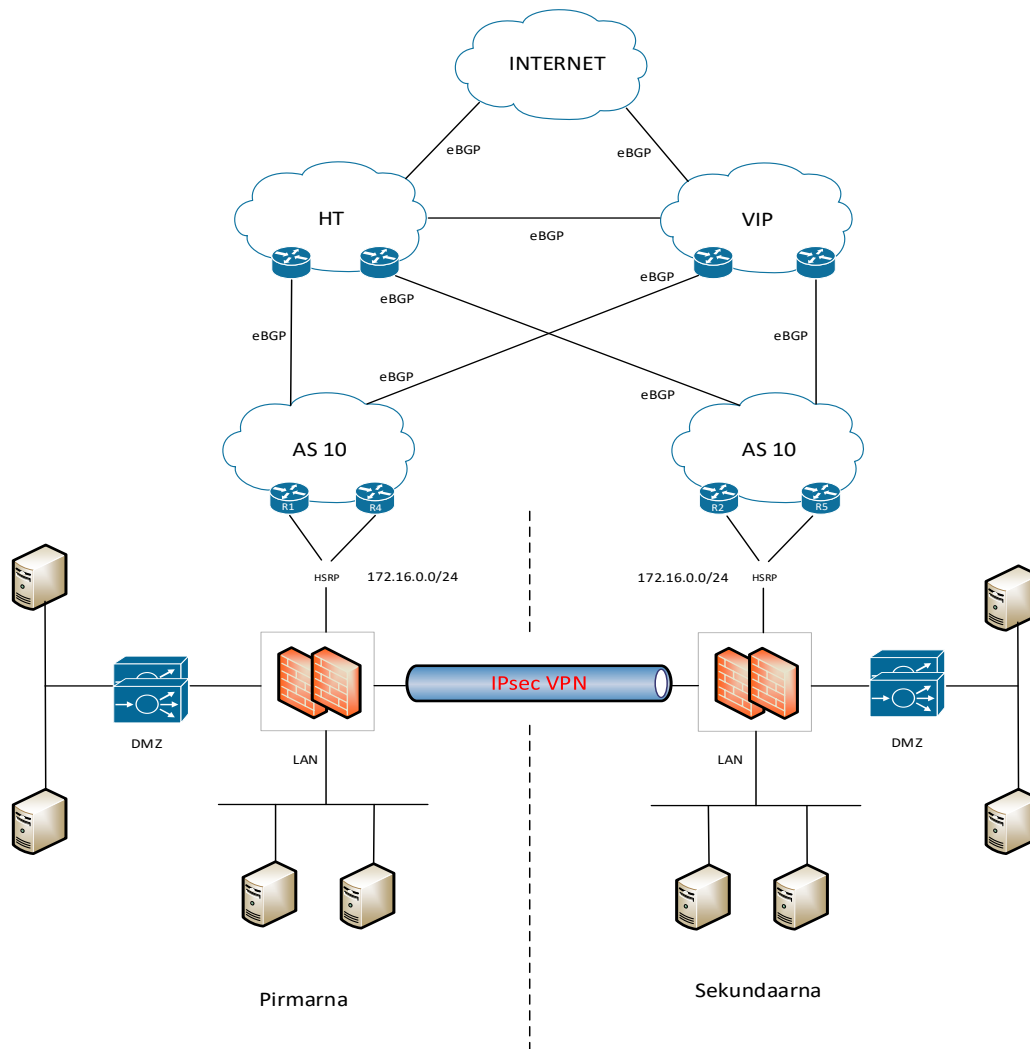 INTERNET
eBGP
eBGP
HT
VIP
eBGP
eBGP
eBGP
eBGP
eBGP
eBGP
eBGP
AS 10
AS 10
R1
R4
R2
R5
HSRP
172.16.0.0/24
172.16.0.0/24
HSRP
IPsec VPN
DMZ
DMZ
LAN
LAN
Pirmarna
Sekundaarna